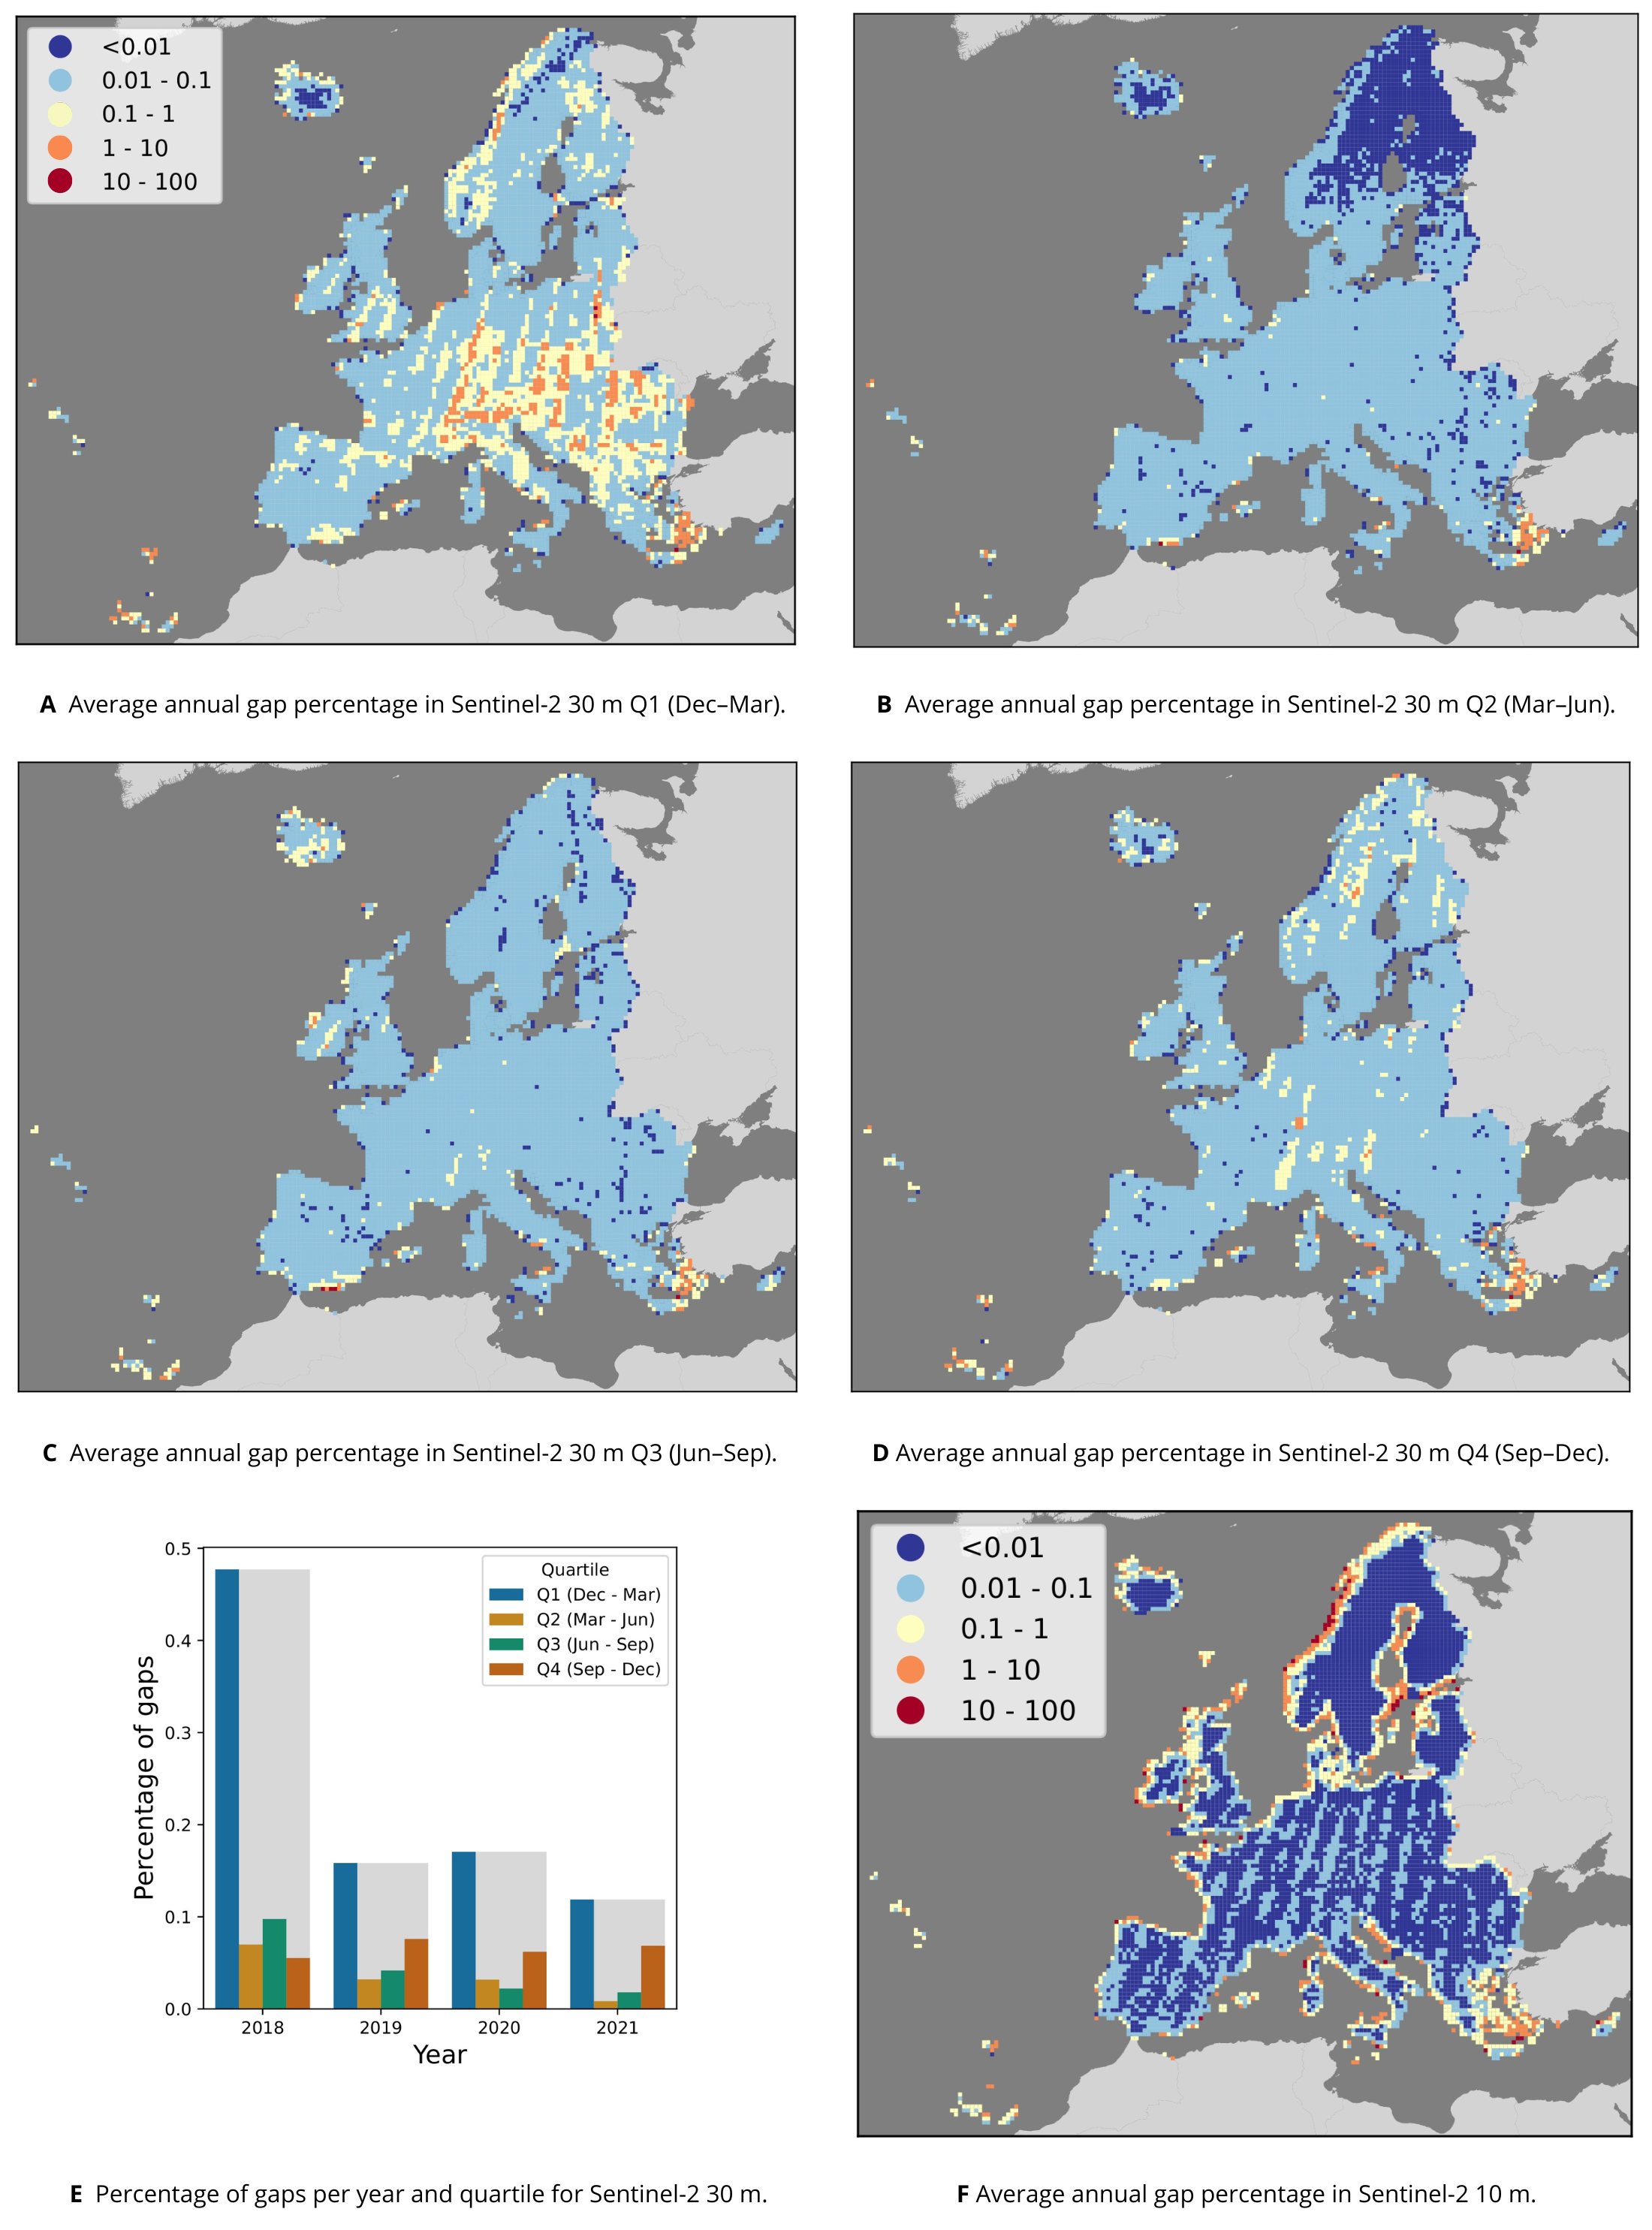 <0.01
0.01 - 0.1
0.1 - 1
1 - 10
10 - 100
A Average annual gap percentage in Sentinel-2 30 m Q1 (Dec–Mar).
B Average annual gap percentage in Sentinel-2 30 m Q2 (Mar–Jun).
C Average annual gap percentage in Sentinel-2 30 m Q3 (Jun–Sep).
D Average annual gap percentage in Sentinel-2 30 m Q4 (Sep–Dec).
Percentage of gaps
0.5
0.4
0.3
0.2
0.1
0.0
Quartile
Q1 (Dec - Mar)
Q2 (Mar - Jun)
Q3 (Jun - Sep)
Q4 (Sep - Dec)
2018 2019 2020 2021
Year
<0.01
0.01 - 0.1
0.1 - 1
1 - 10
10 - 100
E Percentage of gaps per year and quartile for Sentinel-2 30 m.
F Average annual gap percentage in Sentinel-2 10 m.